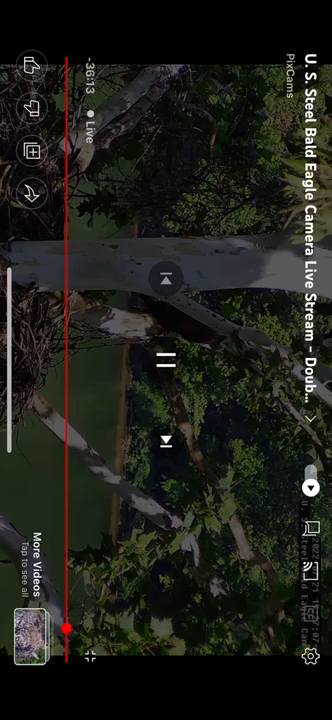 U. S. Steel Bald Eagle Camera Live Stream - Doub...
PixCams
-36:13
Live
More Videos
Tap to see all